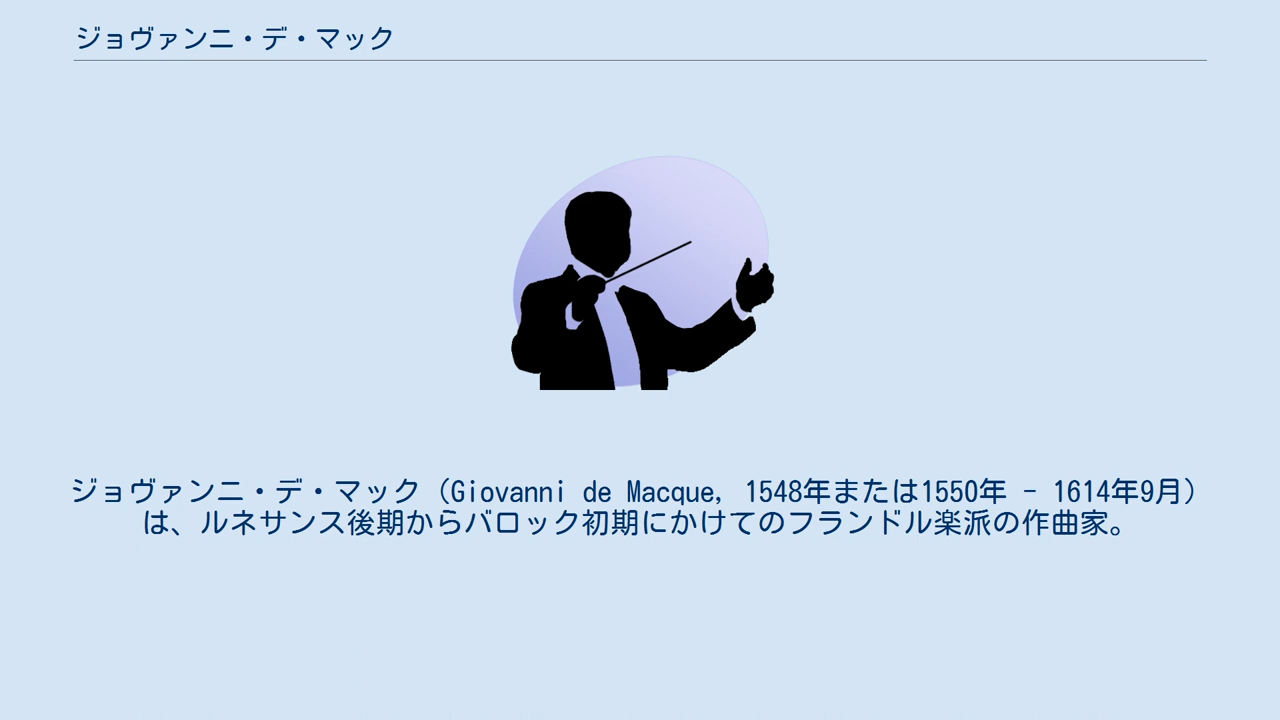 ジョヴァンニ・デ・マック
ジョヴァンニ・デ・マック（Giovanni de Macque, 1548年または1550年 - 1614年9月）
は、ルネサンス後期からバロック初期にかけてのフランドル楽派の作曲家。